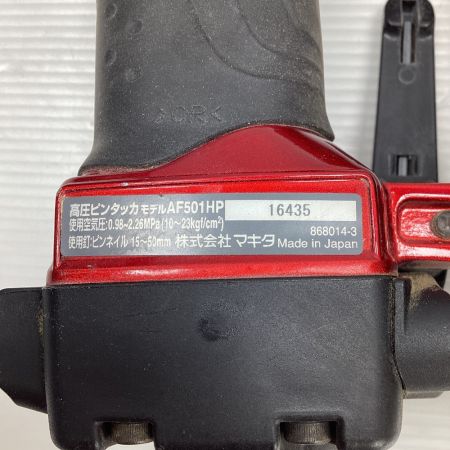 >CR<
高圧ピンタッカ モデルAF501HP 16435
使用空気圧:0.98~2.26MPa(10~23kgf/cm²)
868014-3
使用釘:ピンネイル 15~50mm 株式会社マキタ Made in Japan